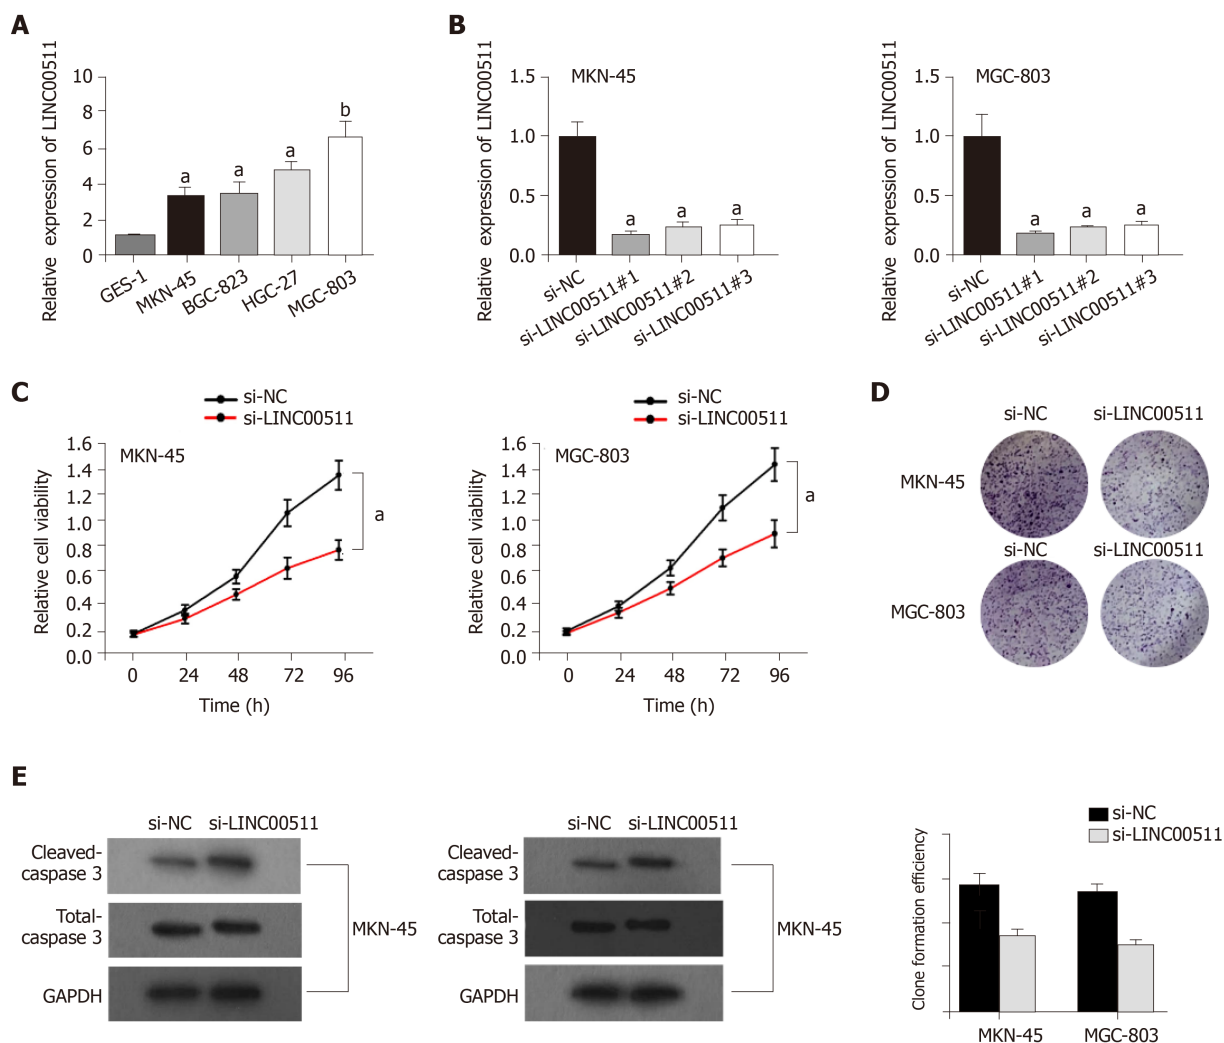 A
Relative expression of LINC00511
10
8
6
4
2
0
a
a
a
b
GES-1
MKN-45
BGC-823
HGC-27
MGC-803
B
Relative expression of LINC00511
MKN-45
1.5
1.0
0.5
0.0
a
a
a
si-NC
si-LINC00511#1
si-LINC00511#2
si-LINC00511#3
Relative expression of LINC00511
MGC-803
1.5
1.0
0.5
0.0
a
a
a
si-NC
si-LINC00511#1
si-LINC00511#2
si-LINC00511#3
C
si-NC
si-LINC00511
MKN-45
Relative cell viability
1.6
1.4
1.2
1.0
0.6
0.4
0.2
0.0
a
0
24
48
72
96
Time (h)
si-NC
si-LINC00511
MGC-803
Relative cell viability
1.6
1.4
1.2
1.0
0.6
0.4
0.2
0.0
a
0
24
48
72
96
Time (h)
D
si-NC
si-LINC00511
MKN-45
si-NC
si-LINC00511
MGC-803
E
si-NC
si-LINC00511
Cleaved-
caspase 3
Total-
caspase 3
GAPDH
MKN-45
si-NC
si-LINC00511
Cleaved-
caspase 3
Total-
caspase 3
GAPDH
MKN-45
si-NC
si-LINC00511
Clone formation efficiency
MKN-45
MGC-803